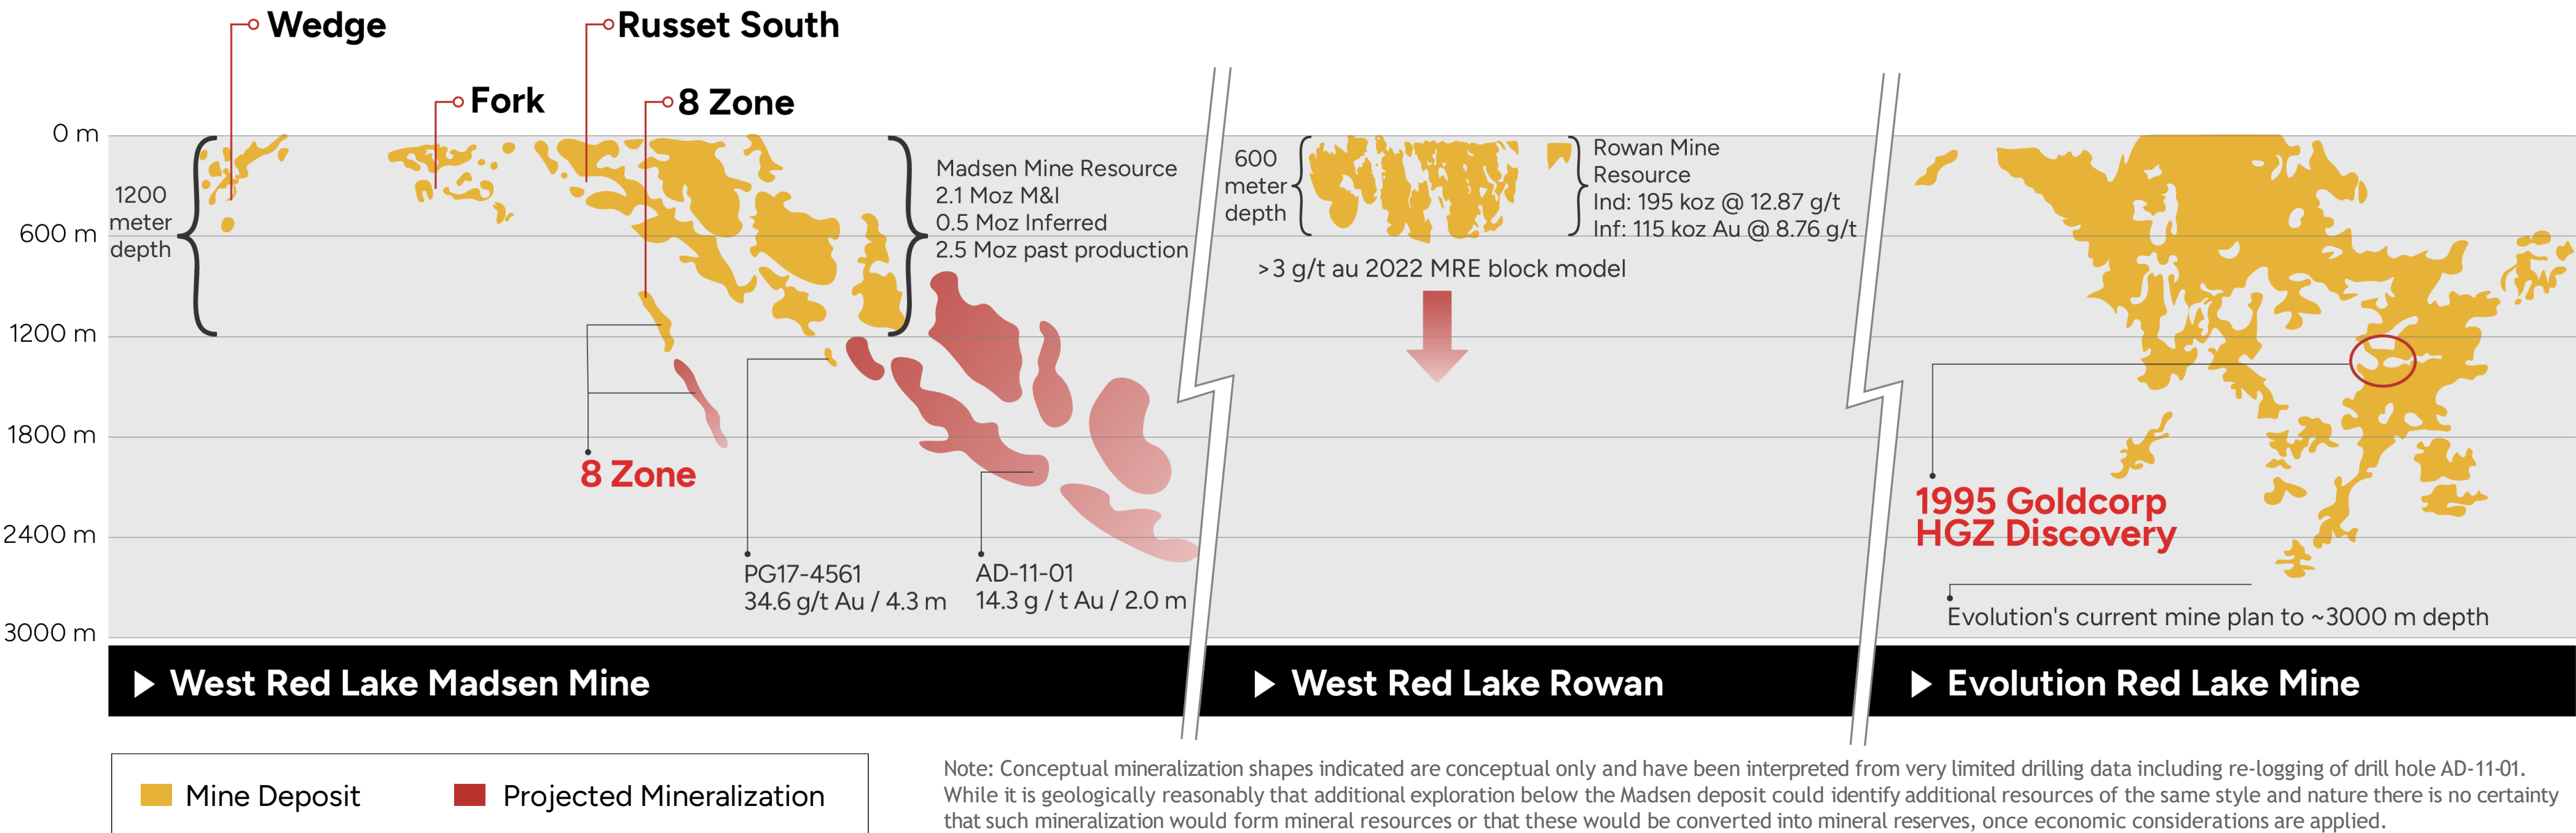 Wedge
Russet South
Fork
8 Zone
0 m
600 m
1200 m
1800 m
2400 m
3000 m
1200
meter
depth
Madsen Mine Resource
2.1 Moz M&I
0.5 Moz Inferred
2.5 Moz past production
8 Zone
PG17-4561
34.6 g/t Au / 4.3 m
AD-11-01
14.3 g / t Au / 2.0 m
600
meter
depth
Rowan Mine
Resource
Ind: 195 koz @ 12.87 g/t
Inf: 115 koz Au @ 8.76 g/t
>3 g/t au 2022 MRE block model
1995 Goldcorp
HGZ Discovery
Evolution's current mine plan to ~3000 m depth
West Red Lake Madsen Mine
West Red Lake Rowan
Evolution Red Lake Mine
Mine Deposit
Projected Mineralization
Note: Conceptual mineralization shapes indicated are conceptual only and have been interpreted from very limited drilling data including re-logging of drill hole AD-11-01.
While it is geologically reasonably that additional exploration below the Madsen deposit could identify additional resources of the same style and nature there is no certainty
that such mineralization would form mineral resources or that these would be converted into mineral reserves, once economic considerations are applied.